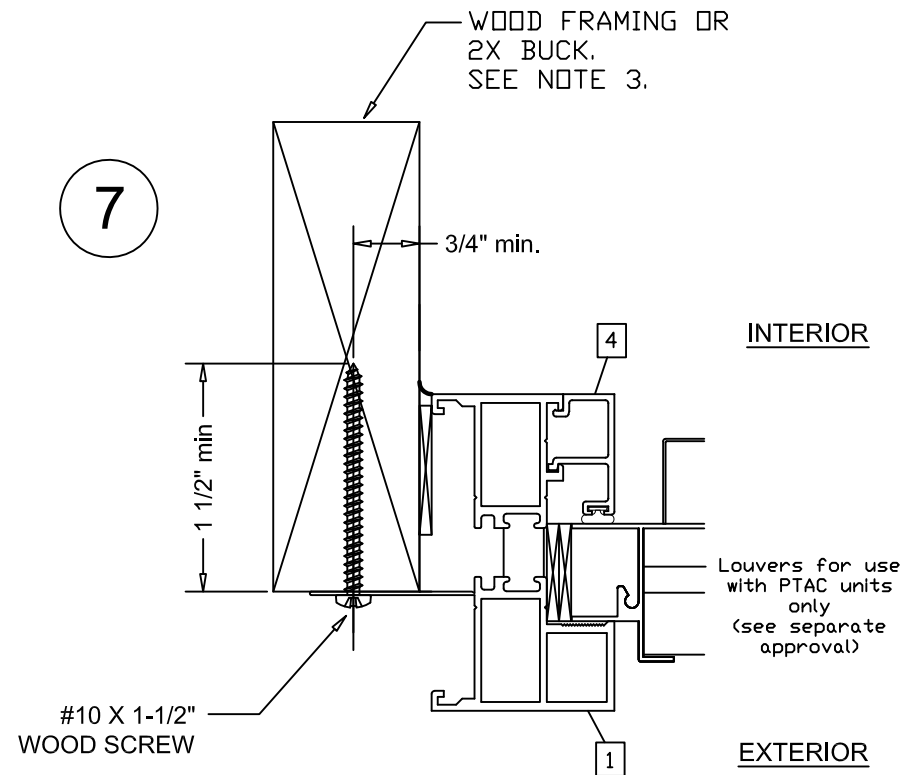 WOOD FRAMING OR
2X BUCK.
SEE NOTE 3.
7
3/4" min.
4
INTERIOR
1 1/2" min
Louvers for use
with PTAC units
only
(see separate
approval)
#10 X 1-1/2"
WOOD SCREW
1
EXTERIOR